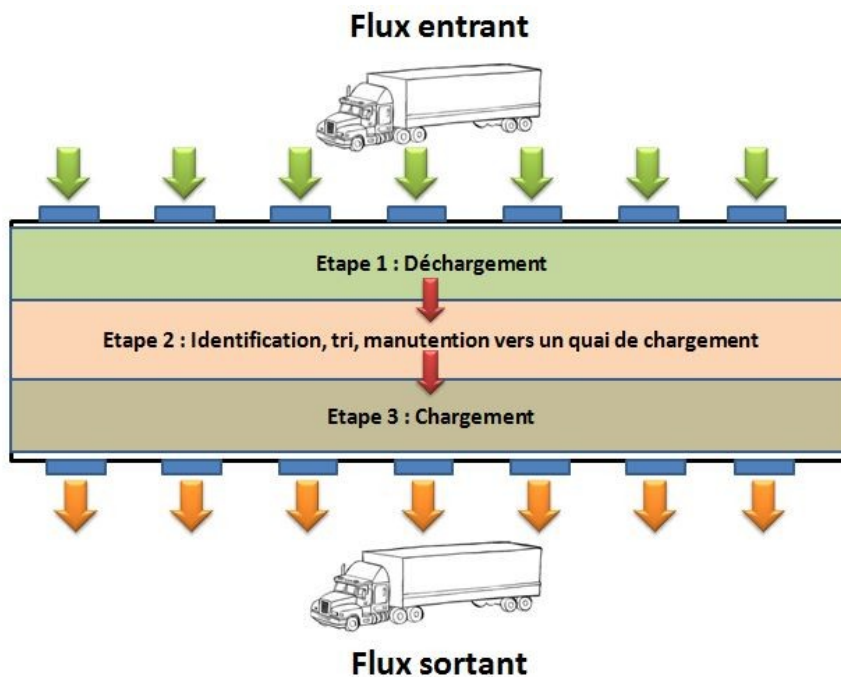 Flux entrant
Etape 1 : Déchargement
Etape 2 : Identification, tri, manutention vers un quai de chargement
Etape 3 : Chargement
Flux sortant